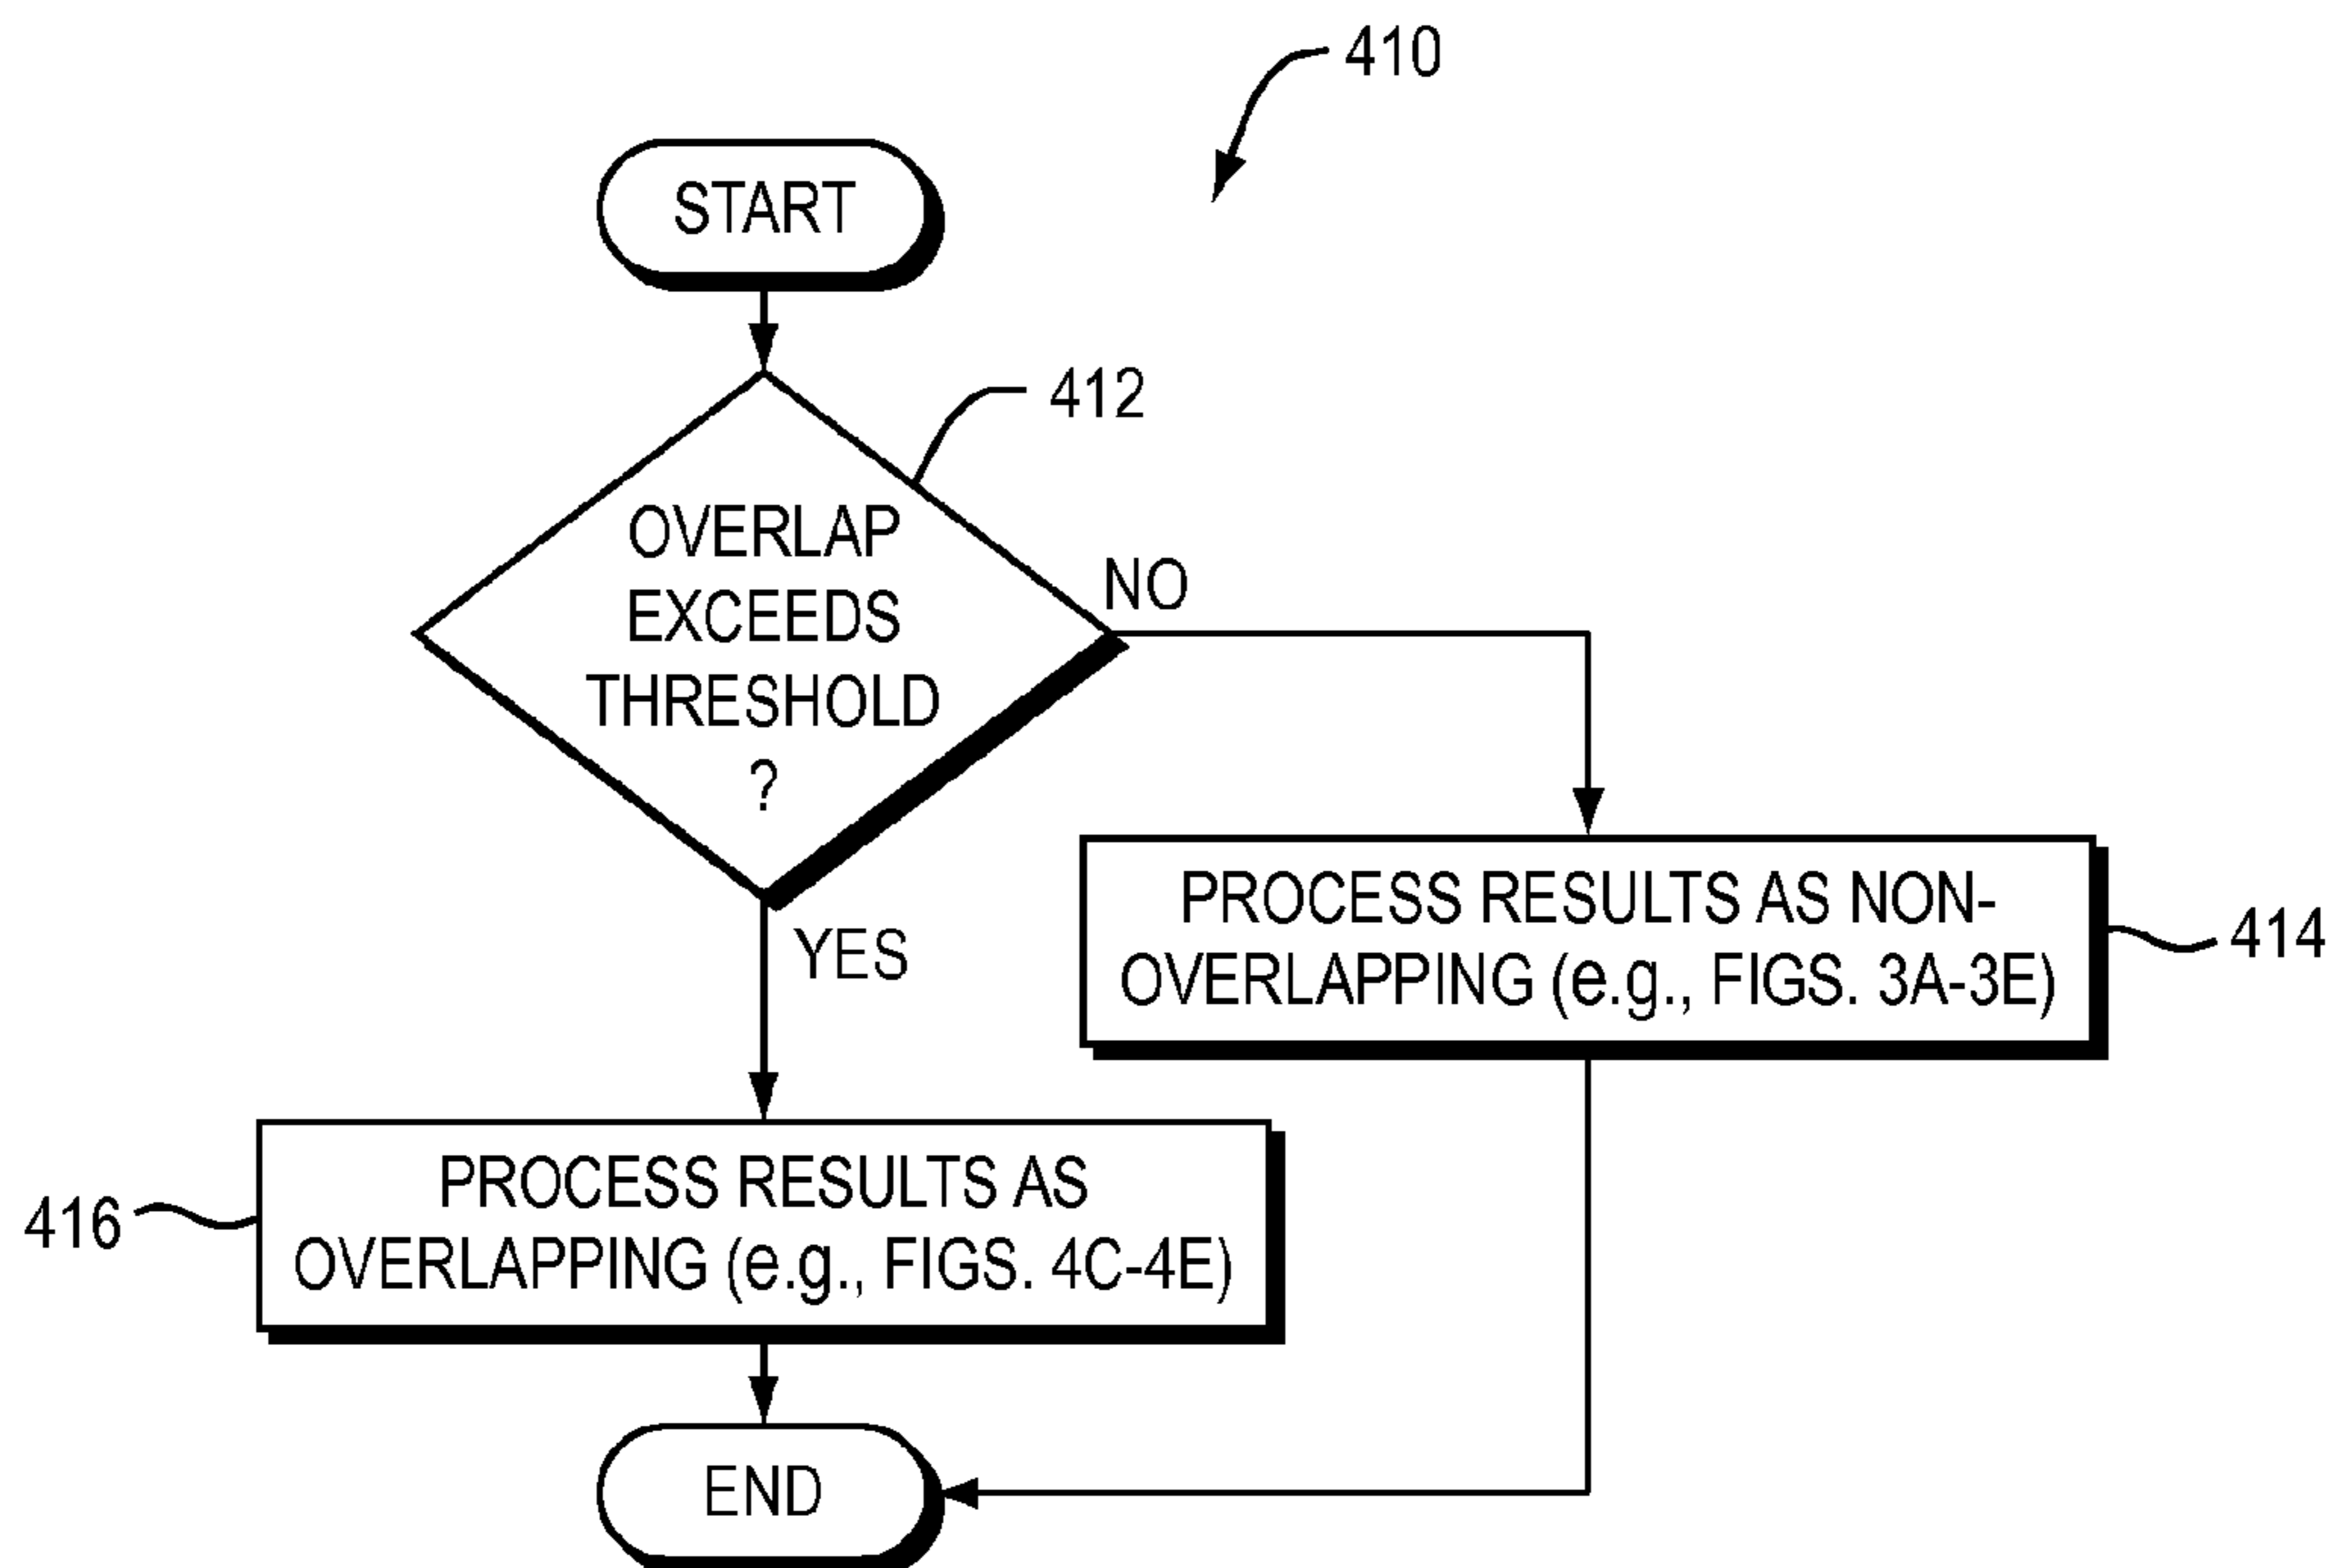 410
START
412
OVERLAP
EXCEEDS
THRESHOLD
?
NO
YES
PROCESS RESULTS AS NON-
OVERLAPPING (e.g., FIGS. 3A-3E)
414
416
PROCESS RESULTS AS
OVERLAPPING (e.g., FIGS. 4C-4E)
END